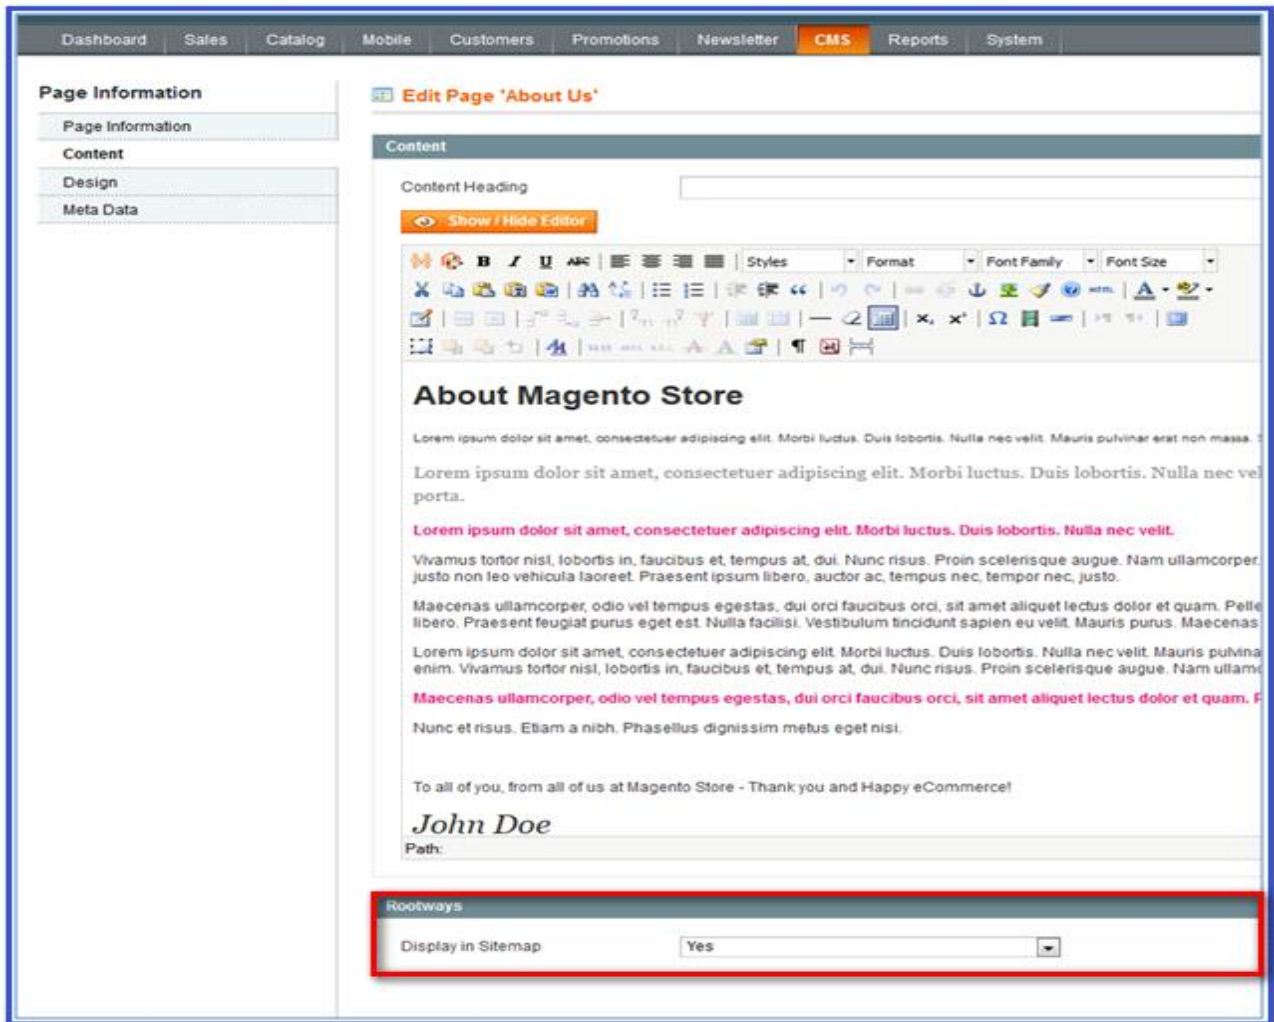 Dashboard Sales Catalog Mobile Customers Promotions Newsletter CMS Reports System
Page Information
Page Information
Content
Design
Meta Data
Edit Page 'About Us'
Content
Content Heading
Show / Hide Editor
B I U ABC Styles Format Font Family Font Size
HTML A
Path:
About Magento Store
Lorem ipsum dolor sit amet, consectetuer adipiscing elit. Morbi luctus. Duis lobortis. Nulla nec velit. Mauris pulvinar erat non massa.
Lorem ipsum dolor sit amet, consectetuer adipiscing elit. Morbi luctus. Duis lobortis. Nulla nec vel
porta.
Lorem ipsum dolor sit amet, consectetuer adipiscing elit. Morbi luctus. Duis lobortis. Nulla nec velit.
Vivamus tortor nisl, lobortis in, faucibus et, tempus at, dui. Nunc risus. Proin scelerisque augue. Nam ullamcorper.
justo non leo vehicula laoreet. Praesent ipsum libero, auctor ac, tempus nec, tempor nec, justo.
Maecenas ullamcorper, odio vel tempus egestas, dui orci faucibus orci, sit amet aliquet lectus dolor et quam. Pelle
libero. Praesent feugiat purus eget est. Nulla facilisi. Vestibulum tincidunt sapien eu velit. Mauris purus. Maecenas
Lorem ipsum dolor sit amet, consectetuer adipiscing elit. Morbi luctus. Duis lobortis. Nulla nec velit. Mauris pulvina
enim. Vivamus tortor nisl, lobortis in, faucibus et, tempus at, dui. Nunc risus. Proin scelerisque augue. Nam ullamc
Maecenas ullamcorper, odio vel tempus egestas, dui orci faucibus orci, sit amet aliquet lectus dolor et quam. P
Nunc et risus. Etiam a nibh. Phasellus dignissim metus eget nisi.
To all of you, from all of us at Magento Store - Thank you and Happy eCommerce!
John Doe
Rootways
Display in Sitemap Yes